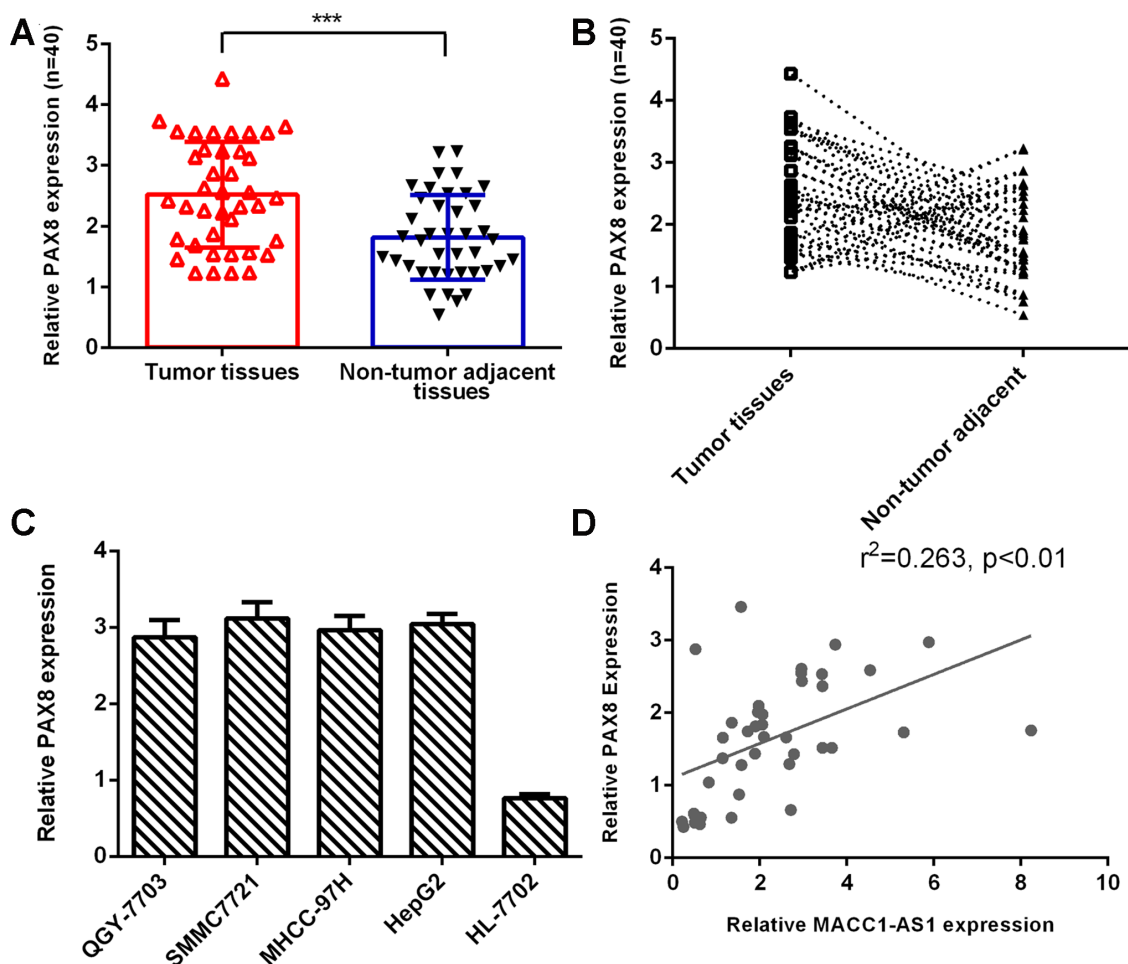 A
Relative PAX8 expression (n=40)
***
5
4
3
2
1
0
Tumor tissues
Non-tumor adjacent
tissues
B
Relative PAX8 expression (n=40)
5
4
3
2
1
0
Tumor tissues
Non-tumor adjacent
C
Relative PAX8 expression
4
3
2
1
0
QGY-7703
SMMC7721
MHCC-97H
HepG2
HL-7702
D
r²=0.263, p<0.01
Relative PAX8 Expression
4
3
2
1
0
0 2 4 6 8 10
Relative MACC1-AS1 expression